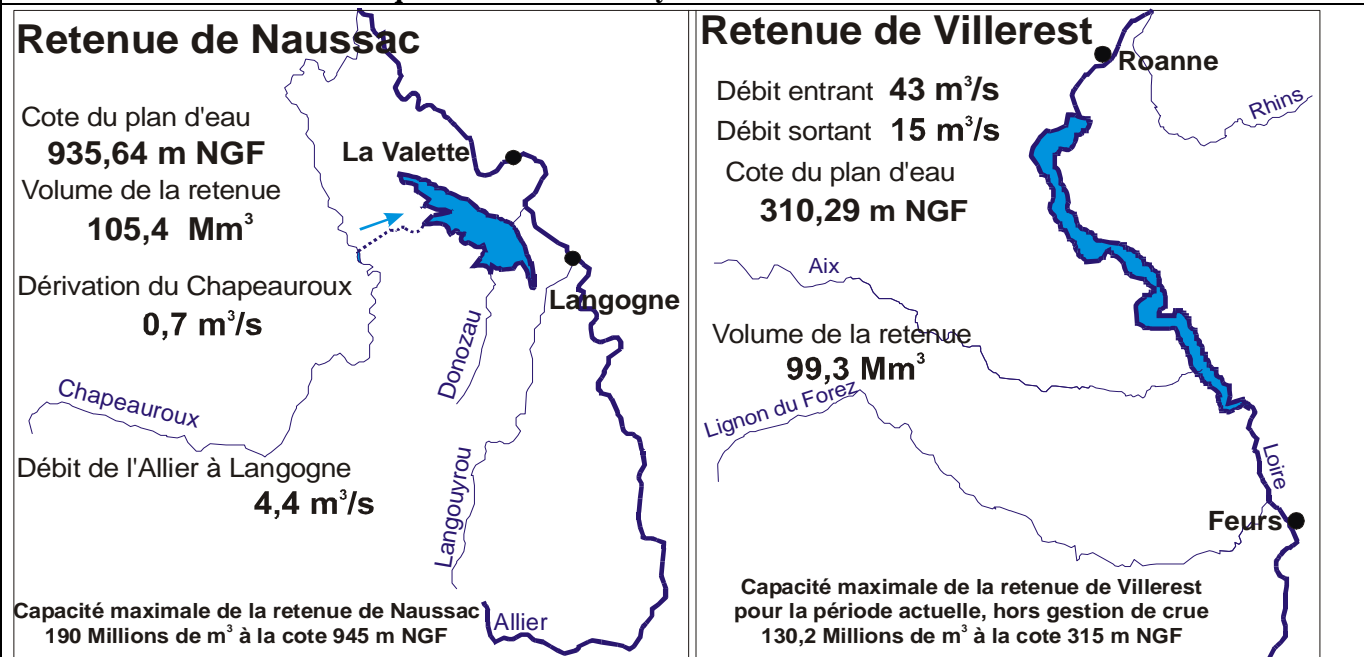 Retenue de Naussac
Cote du plan d'eau
935,64 m NGF
La Valette
Volume de la retenue
105,4 Mm³
Dérivation du Chapeauroux
0,7 m³/s
Langogne
Donozau
Chapeauroux
Débit de l'Allier à Langogne
4,4 m³/s
Langouyrou
Capacité maximale de la retenue de Naussac
190 Millions de m³ à la cote 945 m NGF
Allier
Retenue de Villerest
Roanne
Débit entrant 43 m³/s
Rhins
Débit sortant 15 m³/s
Cote du plan d'eau
310,29 m NGF
Aix
Volume de la retenue
99,3 Mm³
Lignon du Forez
Loire
Feurs
Capacité maximale de la retenue de Villerest
pour la période actuelle, hors gestion de crue
130,2 Millions de m³ à la cote 315 m NGF